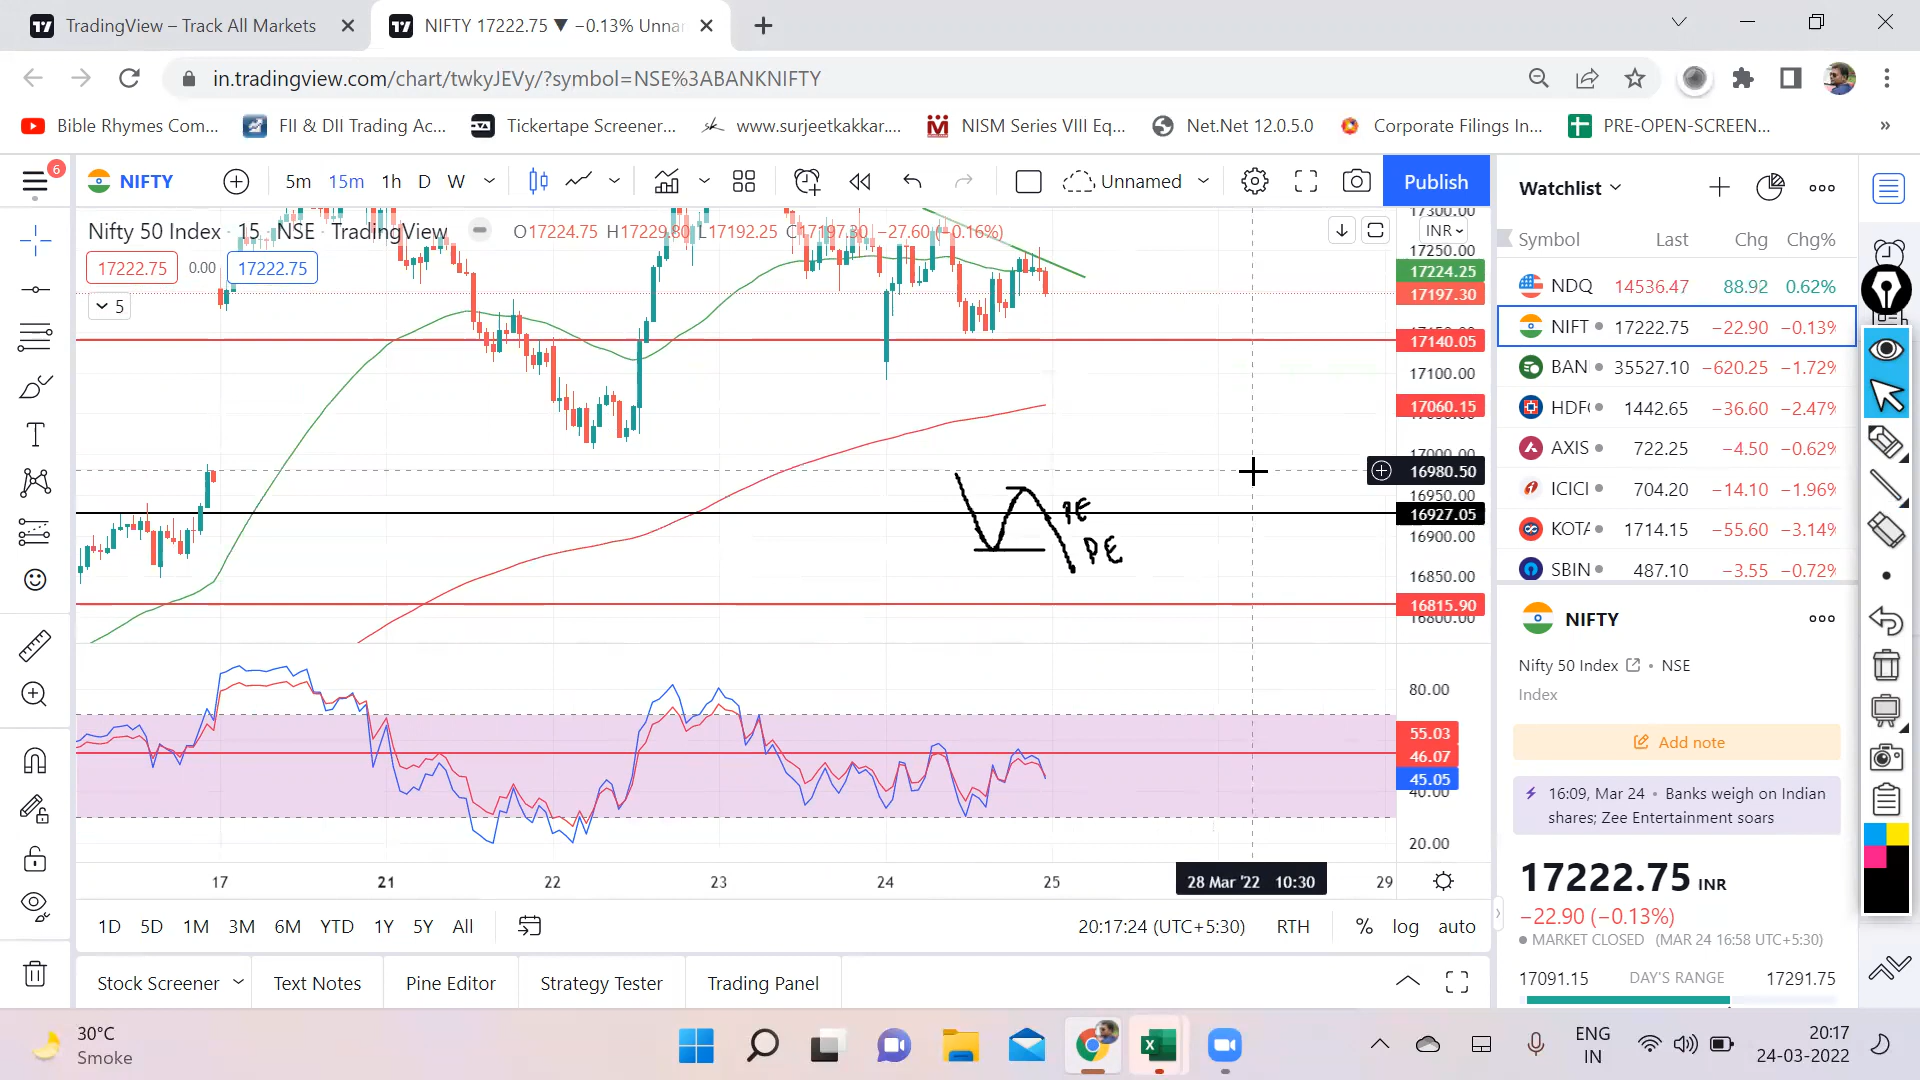 TradingView – Track All Markets
NIFTY 17222.75 ▼ −0.13% Unnar
in.tradingview.com/chart/twkyJEVy/?symbol=NSE%3ABANKNIFTY
Bible Rhymes Com...
FII & DII Trading Ac...
Tickertape Screener...
www.surjeetkakkar....
NISM Series VIII Eq...
Net.Net 12.0.5.0
Corporate Filings In...
PRE-OPEN-SCREEN...
»
6
NIFTY
5m 15m 1h D W
Unnamed
Publish
Watchlist
Nifty 50 Index · 15 · NSE · TradingView
O17224.75 H17229.80 L17192.25 C17197.30 −27.60 (−0.16%)
17222.75 0.00 17222.75
5
INR
17300.00
17250.00
17224.25
17197.30
17140.05
17100.00
17060.15
17000.00
16980.50
16950.00
16927.05
16900.00
16850.00
16815.90
16800.00
PE
PE
80.00
55.03
46.07
45.05
40.00
20.00
17 21 22 23 24 25 28 Mar '22 10:30 29
1D 5D 1M 3M 6M YTD 1Y 5Y All
20:17:24 (UTC+5:30) RTH % log auto
Stock Screener Text Notes Pine Editor Strategy Tester Trading Panel
Symbol Last Chg Chg%
NDQ 14536.47 88.92 0.62%
NIFT 17222.75 −22.90 −0.13%
BAN 35527.10 −620.25 −1.72%
HDF 1442.65 −36.60 −2.47%
AXIS 722.25 −4.50 −0.62%
ICICI 704.20 −14.10 −1.96%
KOTA 1714.15 −55.60 −3.14%
SBIN 487.10 −3.55 −0.72%
NIFTY
Nifty 50 Index • NSE
Index
Add note
16:09, Mar 24 • Banks weigh on Indian
shares; Zee Entertainment soars
17222.75 INR
−22.90 (−0.13%)
MARKET CLOSED (MAR 24 16:58 UTC+5:30)
17091.15 DAY'S RANGE 17291.75
30°C
Smoke
ENG
IN
20:17
24-03-2022